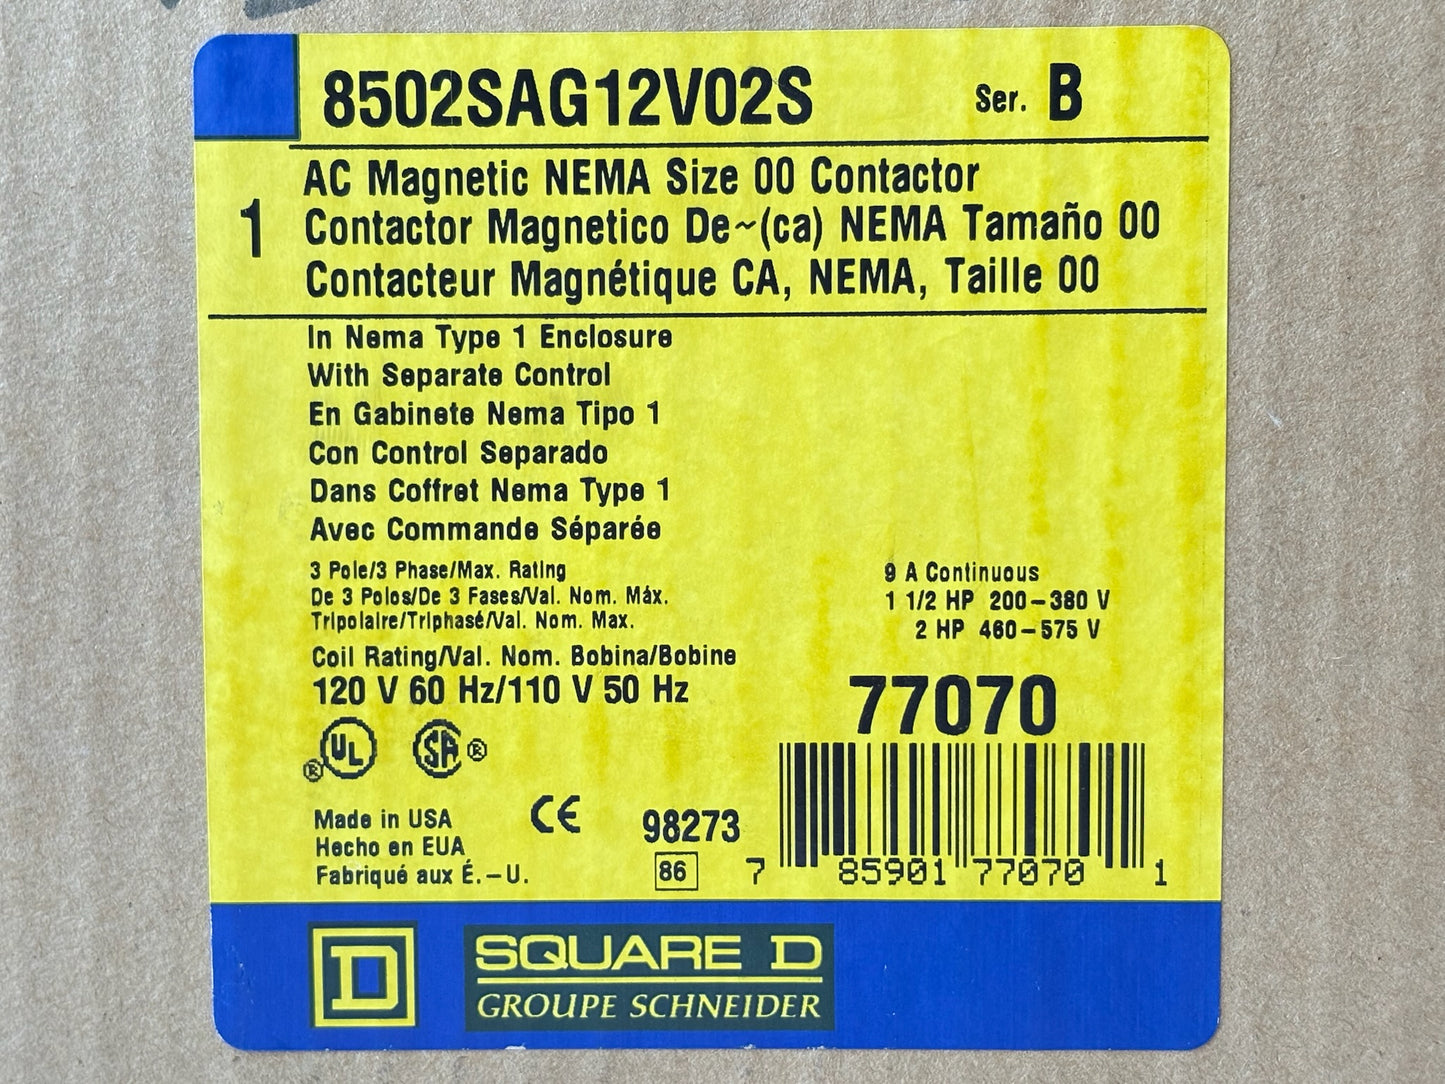 8502SAG12V02S Ser. B
1
AC Magnetic NEMA Size 00 Contactor
Contactor Magnetico De~(ca) NEMA Tamaño 00
Contacteur Magnétique CA, NEMA, Taille 00
In Nema Type 1 Enclosure
With Separate Control
En Gabinete Nema Tipo 1
Con Control Separado
Dans Coffret Nema Type 1
Avec Commande Séparée
3 Pole/3 Phase/Max. Rating
De 3 Polos/De 3 Fases/Val. Nom. Máx.
Tripolaire/Triphasé/Val. Nom. Max.
9 A Continuous
1 1/2 HP 200-380 V
2 HP 460-575 V
Coil Rating/Val. Nom. Bobina/Bobine
120 V 60 Hz/110 V 50 Hz
77070
UL ®
SA ®
CE
Made in USA
Hecho en EUA
Fabriqué aux É.-U.
98273
86
7 85901 77070 1
D
SQUARE D
GROUPE SCHNEIDER